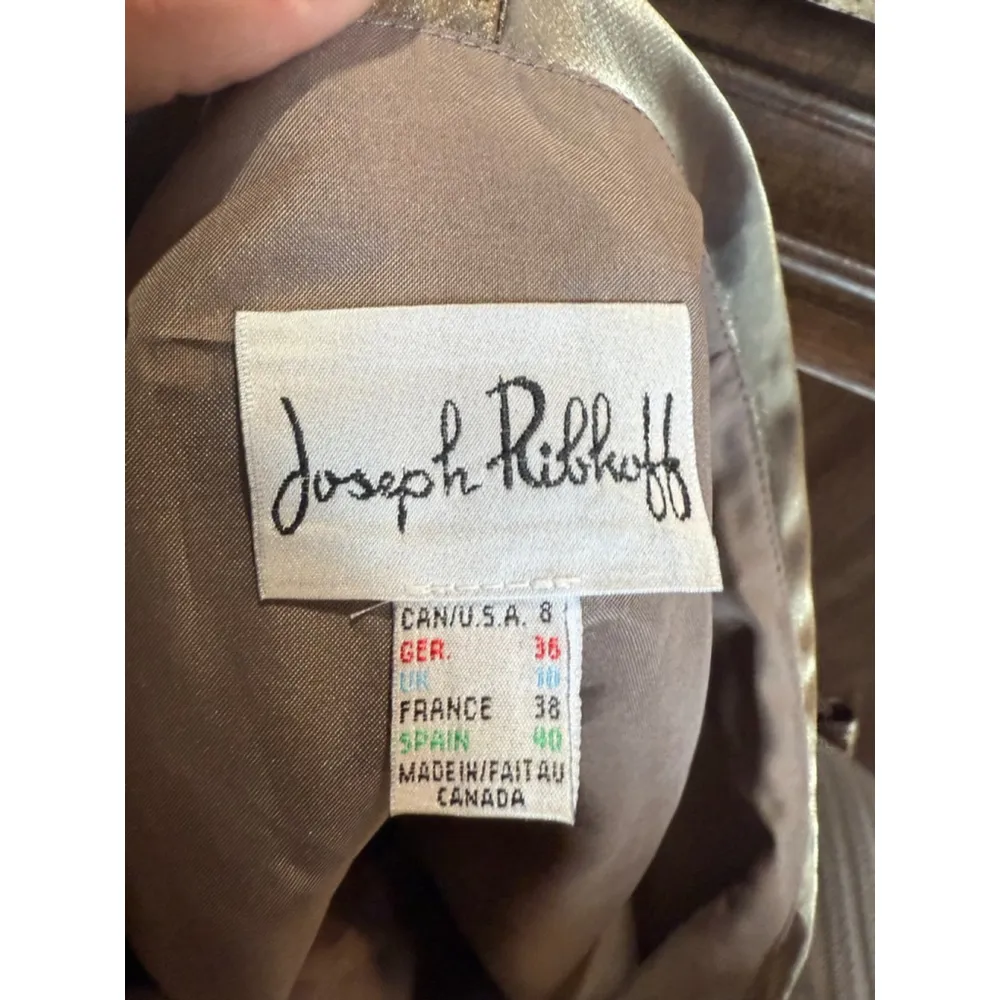 Joseph Ribkoff
CAN/U.S.A. 8
GER. 36
UK 10
FRANCE 38
SPAIN 40
MADE IN/FAIT AU
CANADA